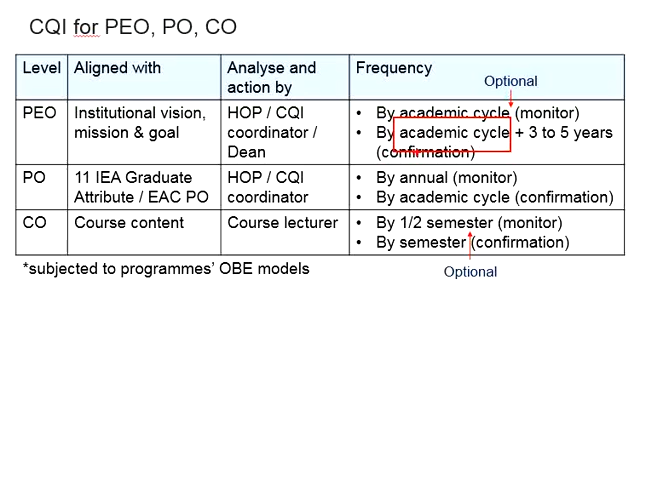 CQI for PEO, PO, CO
Level Aligned with Analyse and action by Frequency
Optional
PEO Institutional vision, mission & goal HOP / CQI coordinator / Dean
• By academic cycle (monitor)
• By academic cycle + 3 to 5 years (confirmation)
PO 11 IEA Graduate Attribute / EAC PO HOP / CQI coordinator
• By annual (monitor)
• By academic cycle (confirmation)
CO Course content Course lecturer
• By 1/2 semester (monitor)
• By semester (confirmation)
*subjected to programmes' OBE models
Optional